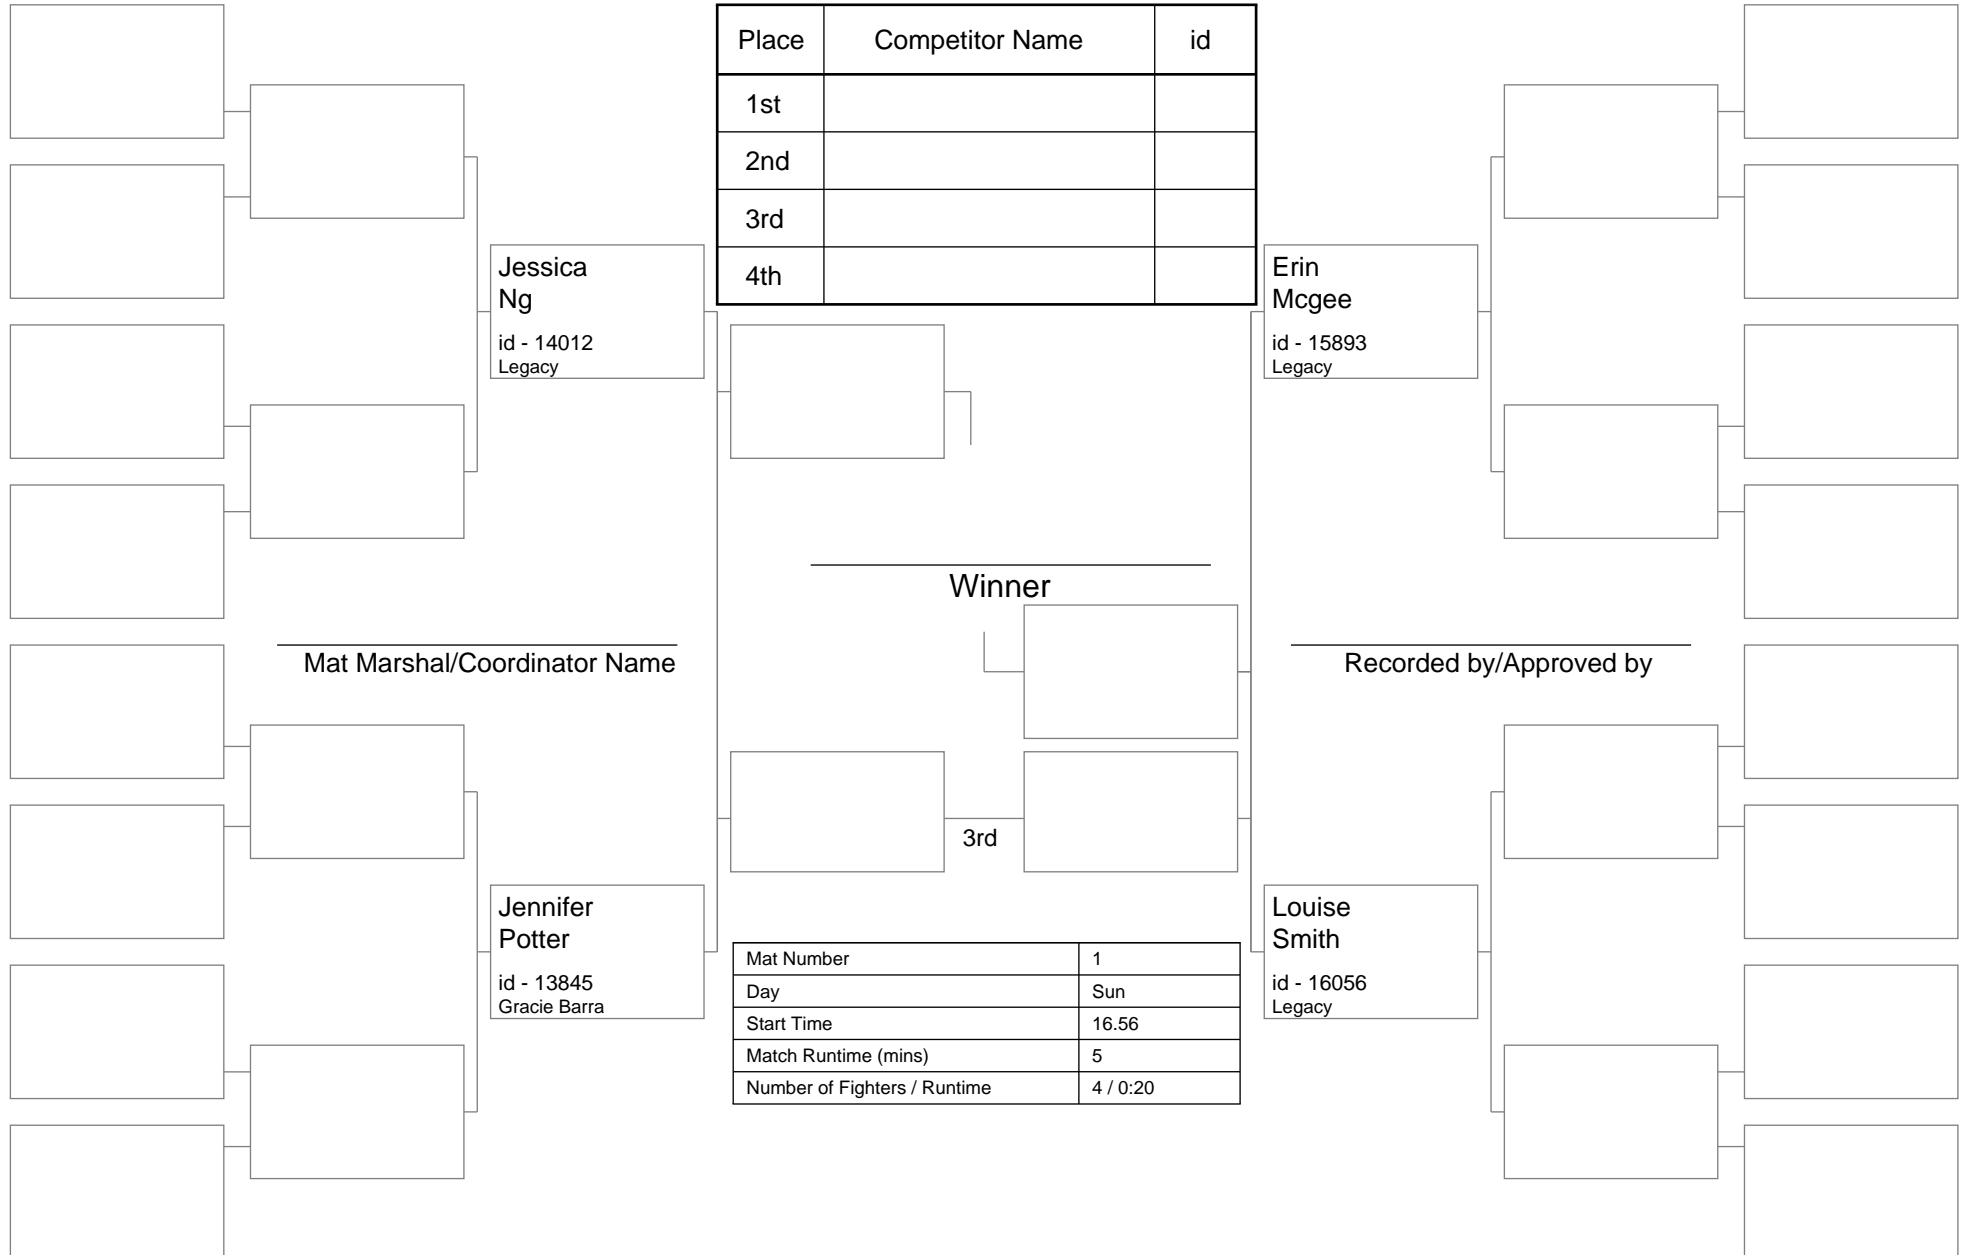 Place Competitor Name id
1st
2nd
3rd
4th
Jessica
Ng
id - 14012
Legacy
Erin
Mcgee
id - 15893
Legacy
Winner
Mat Marshal/Coordinator Name
Recorded by/Approved by
3rd
Jennifer
Potter
id - 13845
Gracie Barra
Louise
Smith
id - 16056
Legacy
Mat Number 1
Day Sun
Start Time 16.56
Match Runtime (mins) 5
Number of Fighters / Runtime 4 / 0:20